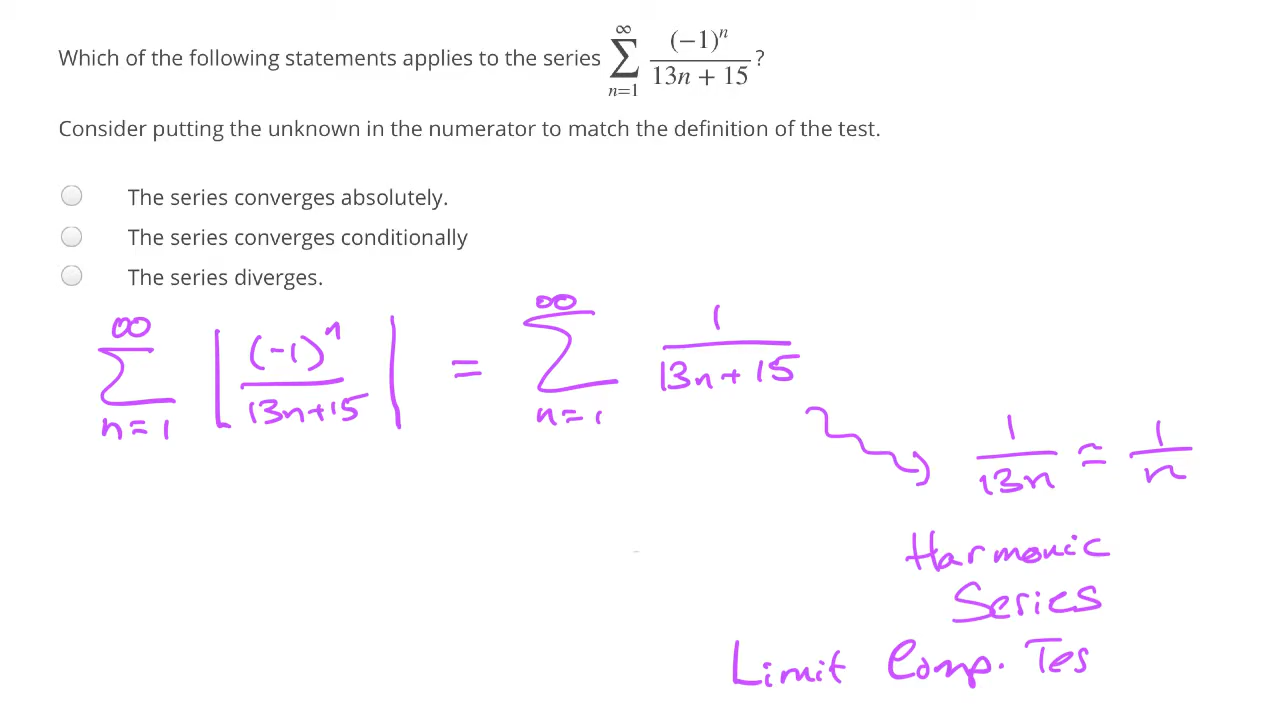 Which of the following statements applies to the series ∞ ∑ n=1 (−1)ⁿ / 13n + 15 ?
Consider putting the unknown in the numerator to match the definition of the test.
The series converges absolutely.
The series converges conditionally
The series diverges.
∞ ∑ n=1 | (-1)ⁿ / 13n+15 | = ∞ ∑ n=1 1 / 13n+15
1 / 13n ≈ 1 / n
Harmonic
Series
Limit Comp. Tes